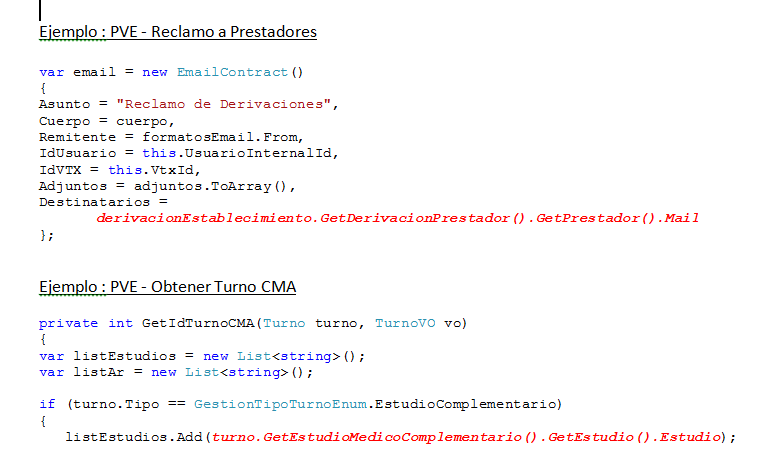 Ejemplo : PVE - Reclamo a Prestadores
var email = new EmailContract()
{
Asunto = "Reclamo de Derivaciones",
Cuerpo = cuerpo,
Remitente = formatosEmail.From,
IdUsuario = this.UsuarioInternalId,
IdVTX = this.VtxId,
Adjuntos = adjuntos.ToArray(),
Destinatarios =
derivacionEstablecimiento.GetDerivacionPrestador().GetPrestador().Mail
};
Ejemplo : PVE - Obtener Turno CMA
private int GetIdTurnoCMA(Turno turno, TurnoVO vo)
{
var listEstudios = new List<string>();
var listAr = new List<string>();
if (turno.Tipo == GestionTipoTurnoEnum.EstudioComplementario)
{
listEstudios.Add(turno.GetEstudioMedicoComplementario().GetEstudio().Estudio);